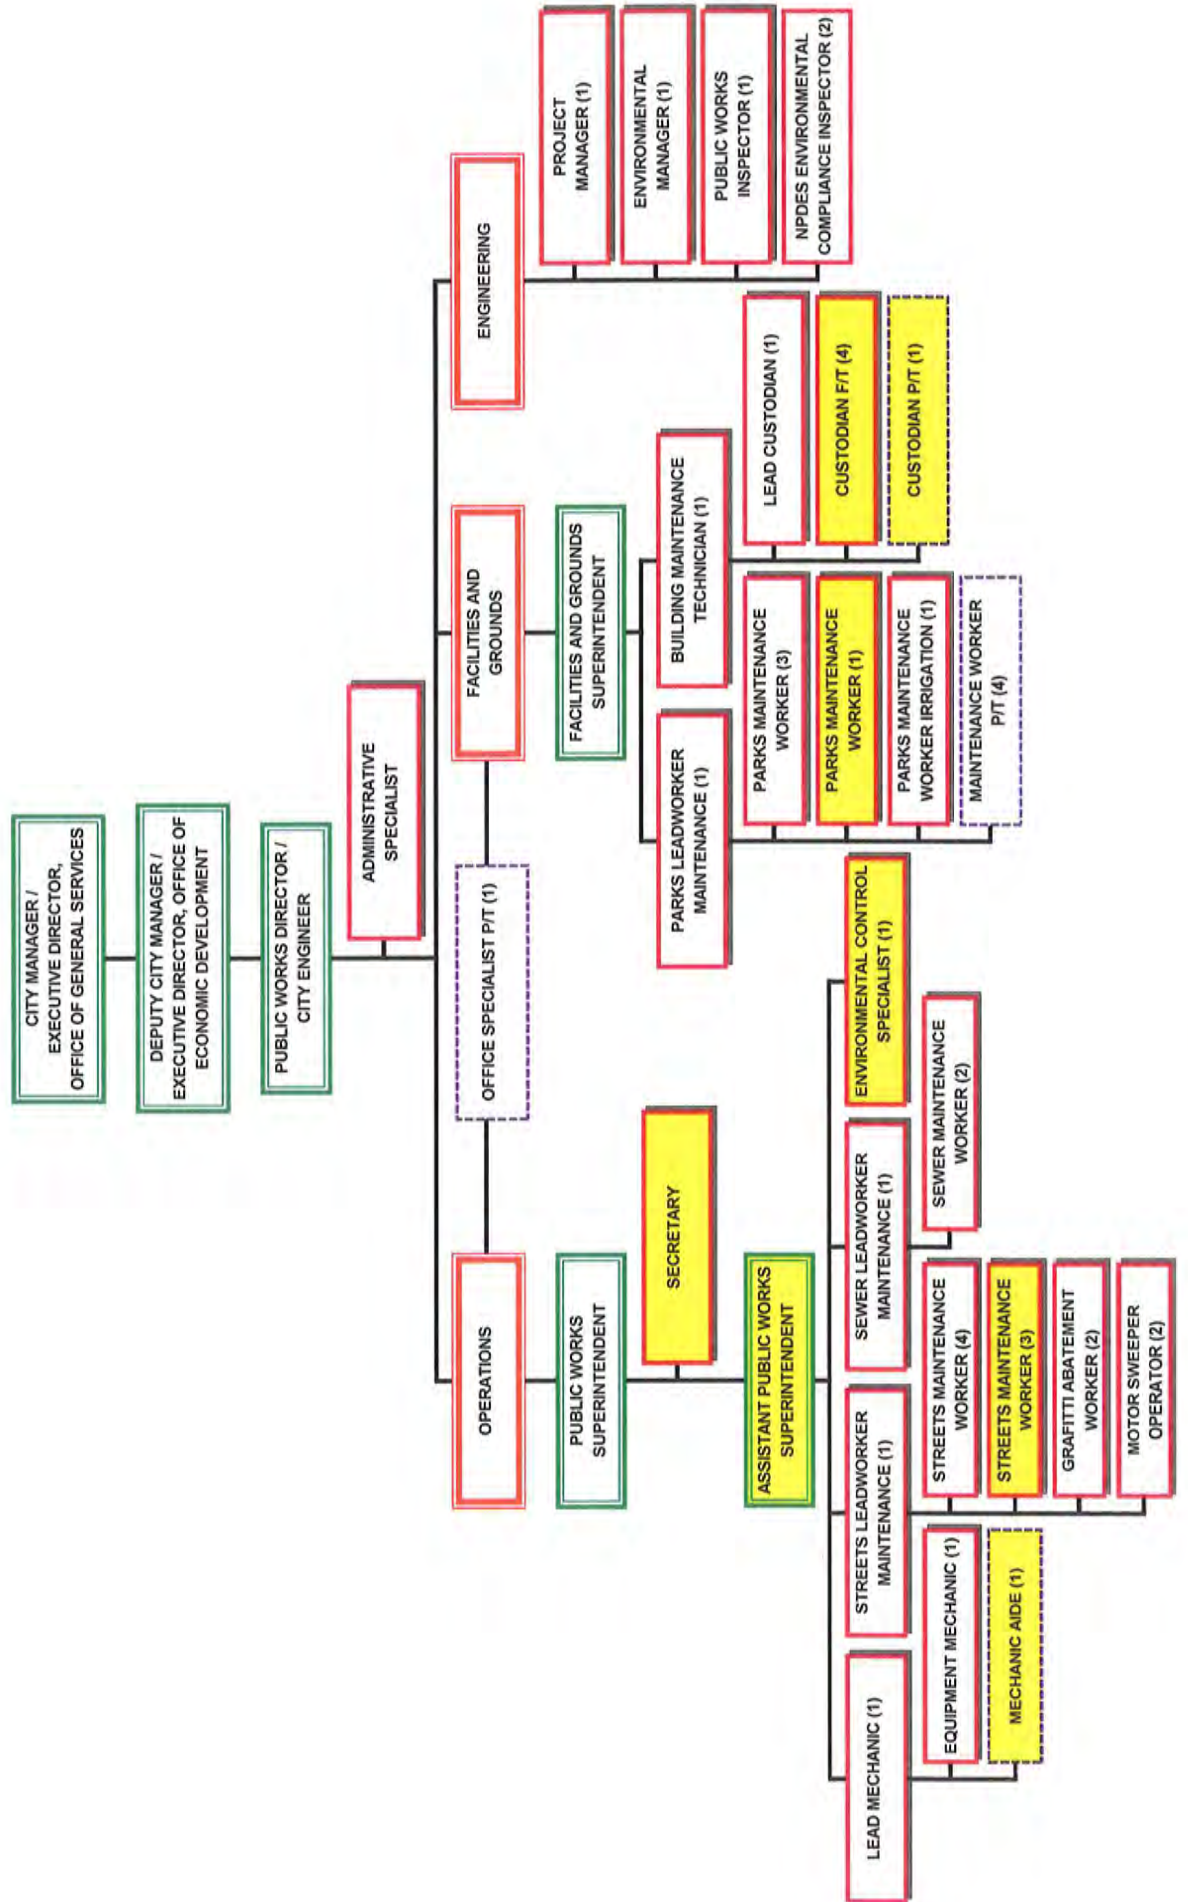 CITY MANAGER /
EXECUTIVE DIRECTOR,
OFFICE OF GENERAL SERVICES
DEPUTY CITY MANAGER /
EXECUTIVE DIRECTOR, OFFICE OF
ECONOMIC DEVELOPMENT
PUBLIC WORKS DIRECTOR /
CITY ENGINEER
ADMINISTRATIVE
SPECIALIST
OPERATIONS
OFFICE SPECIALIST P/T (1)
FACILITIES AND
GROUNDS
ENGINEERING
PUBLIC WORKS
SUPERINTENDENT
SECRETARY
ASSISTANT PUBLIC WORKS
SUPERINTENDENT
LEAD MECHANIC (1)
EQUIPMENT MECHANIC (1)
MECHANIC AIDE (1)
STREETS LEADWORKER
MAINTENANCE (1)
STREETS MAINTENANCE
WORKER (4)
STREETS MAINTENANCE
WORKER (3)
GRAFITTI ABATEMENT
WORKER (2)
MOTOR SWEEPER
OPERATOR (2)
SEWER LEADWORKER
MAINTENANCE (1)
SEWER MAINTENANCE
WORKER (2)
ENVIRONMENTAL CONTROL
SPECIALIST (1)
FACILITIES AND GROUNDS
SUPERINTENDENT
PARKS LEADWORKER
MAINTENANCE (1)
PARKS MAINTENANCE
WORKER (3)
PARKS MAINTENANCE
WORKER (1)
PARKS MAINTENANCE
WORKER IRRIGATION (1)
MAINTENANCE WORKER
P/T (4)
BUILDING MAINTENANCE
TECHNICIAN (1)
LEAD CUSTODIAN (1)
CUSTODIAN F/T (4)
CUSTODIAN P/T (1)
PROJECT
MANAGER (1)
ENVIRONMENTAL
MANAGER (1)
PUBLIC WORKS
INSPECTOR (1)
NPDES ENVIRONMENTAL
COMPLIANCE INSPECTOR (2)